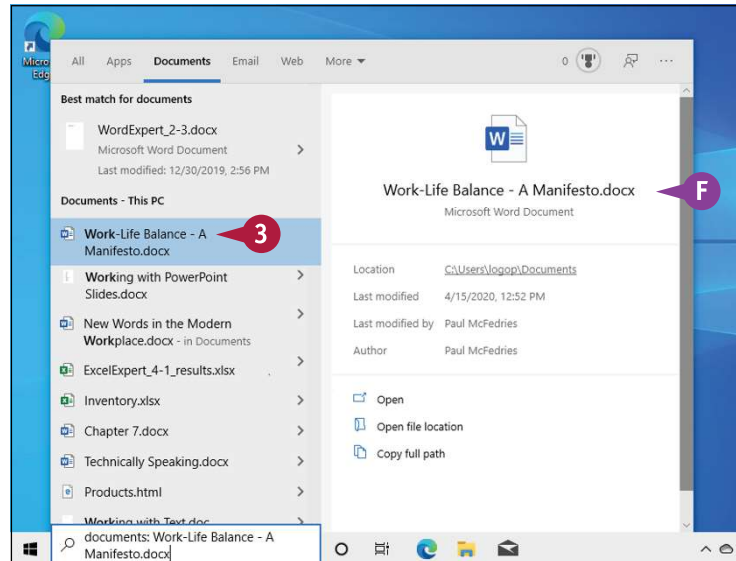 Micro
Edg
All Apps Documents Email Web More 0 ...
Best match for documents
WordExpert_2-3.docx
Microsoft Word Document
Last modified: 12/30/2019, 2:56 PM
Documents - This PC
Work-Life Balance - A
Manifesto.docx
3
Working with PowerPoint
Slides.docx
New Words in the Modern
Workplace.docx - in Documents
ExcelExpert_4-1_results.xlsx
Inventory.xlsx
Chapter 7.docx
Technically Speaking.docx
Products.html
Working with Text.doc
documents: Work-Life Balance - A
Manifesto.docx
W
Work-Life Balance - A Manifesto.docx
F
Microsoft Word Document
Location C:\Users\logop\Documents
Last modified 4/15/2020, 12:52 PM
Last modified by Paul McFedries
Author Paul McFedries
Open
Open file location
Copy full path